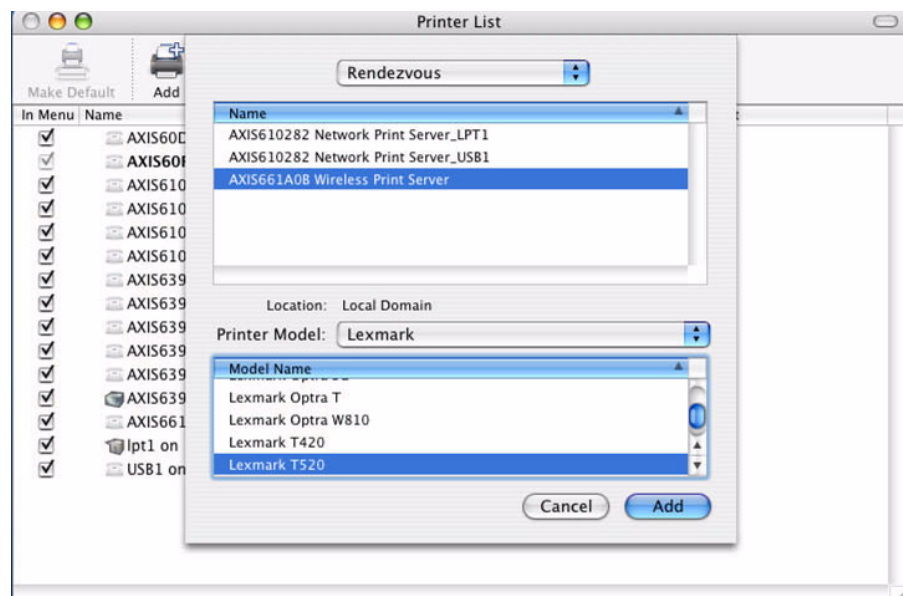 Printer List
Make Default
Add
In Menu Name
AXIS60
AXIS60
AXIS610
AXIS610
AXIS610
AXIS610
AXIS639
AXIS639
AXIS639
AXIS639
AXIS639
AXIS639
AXIS661
lpt1 on
USB1 on
Rendezvous
Name
AXIS610282 Network Print Server_LPT1
AXIS610282 Network Print Server_USB1
AXIS661A0B Wireless Print Server
Location: Local Domain
Printer Model: Lexmark
Model Name
Lexmark Optra T
Lexmark Optra W810
Lexmark T420
Lexmark T520
Cancel
Add